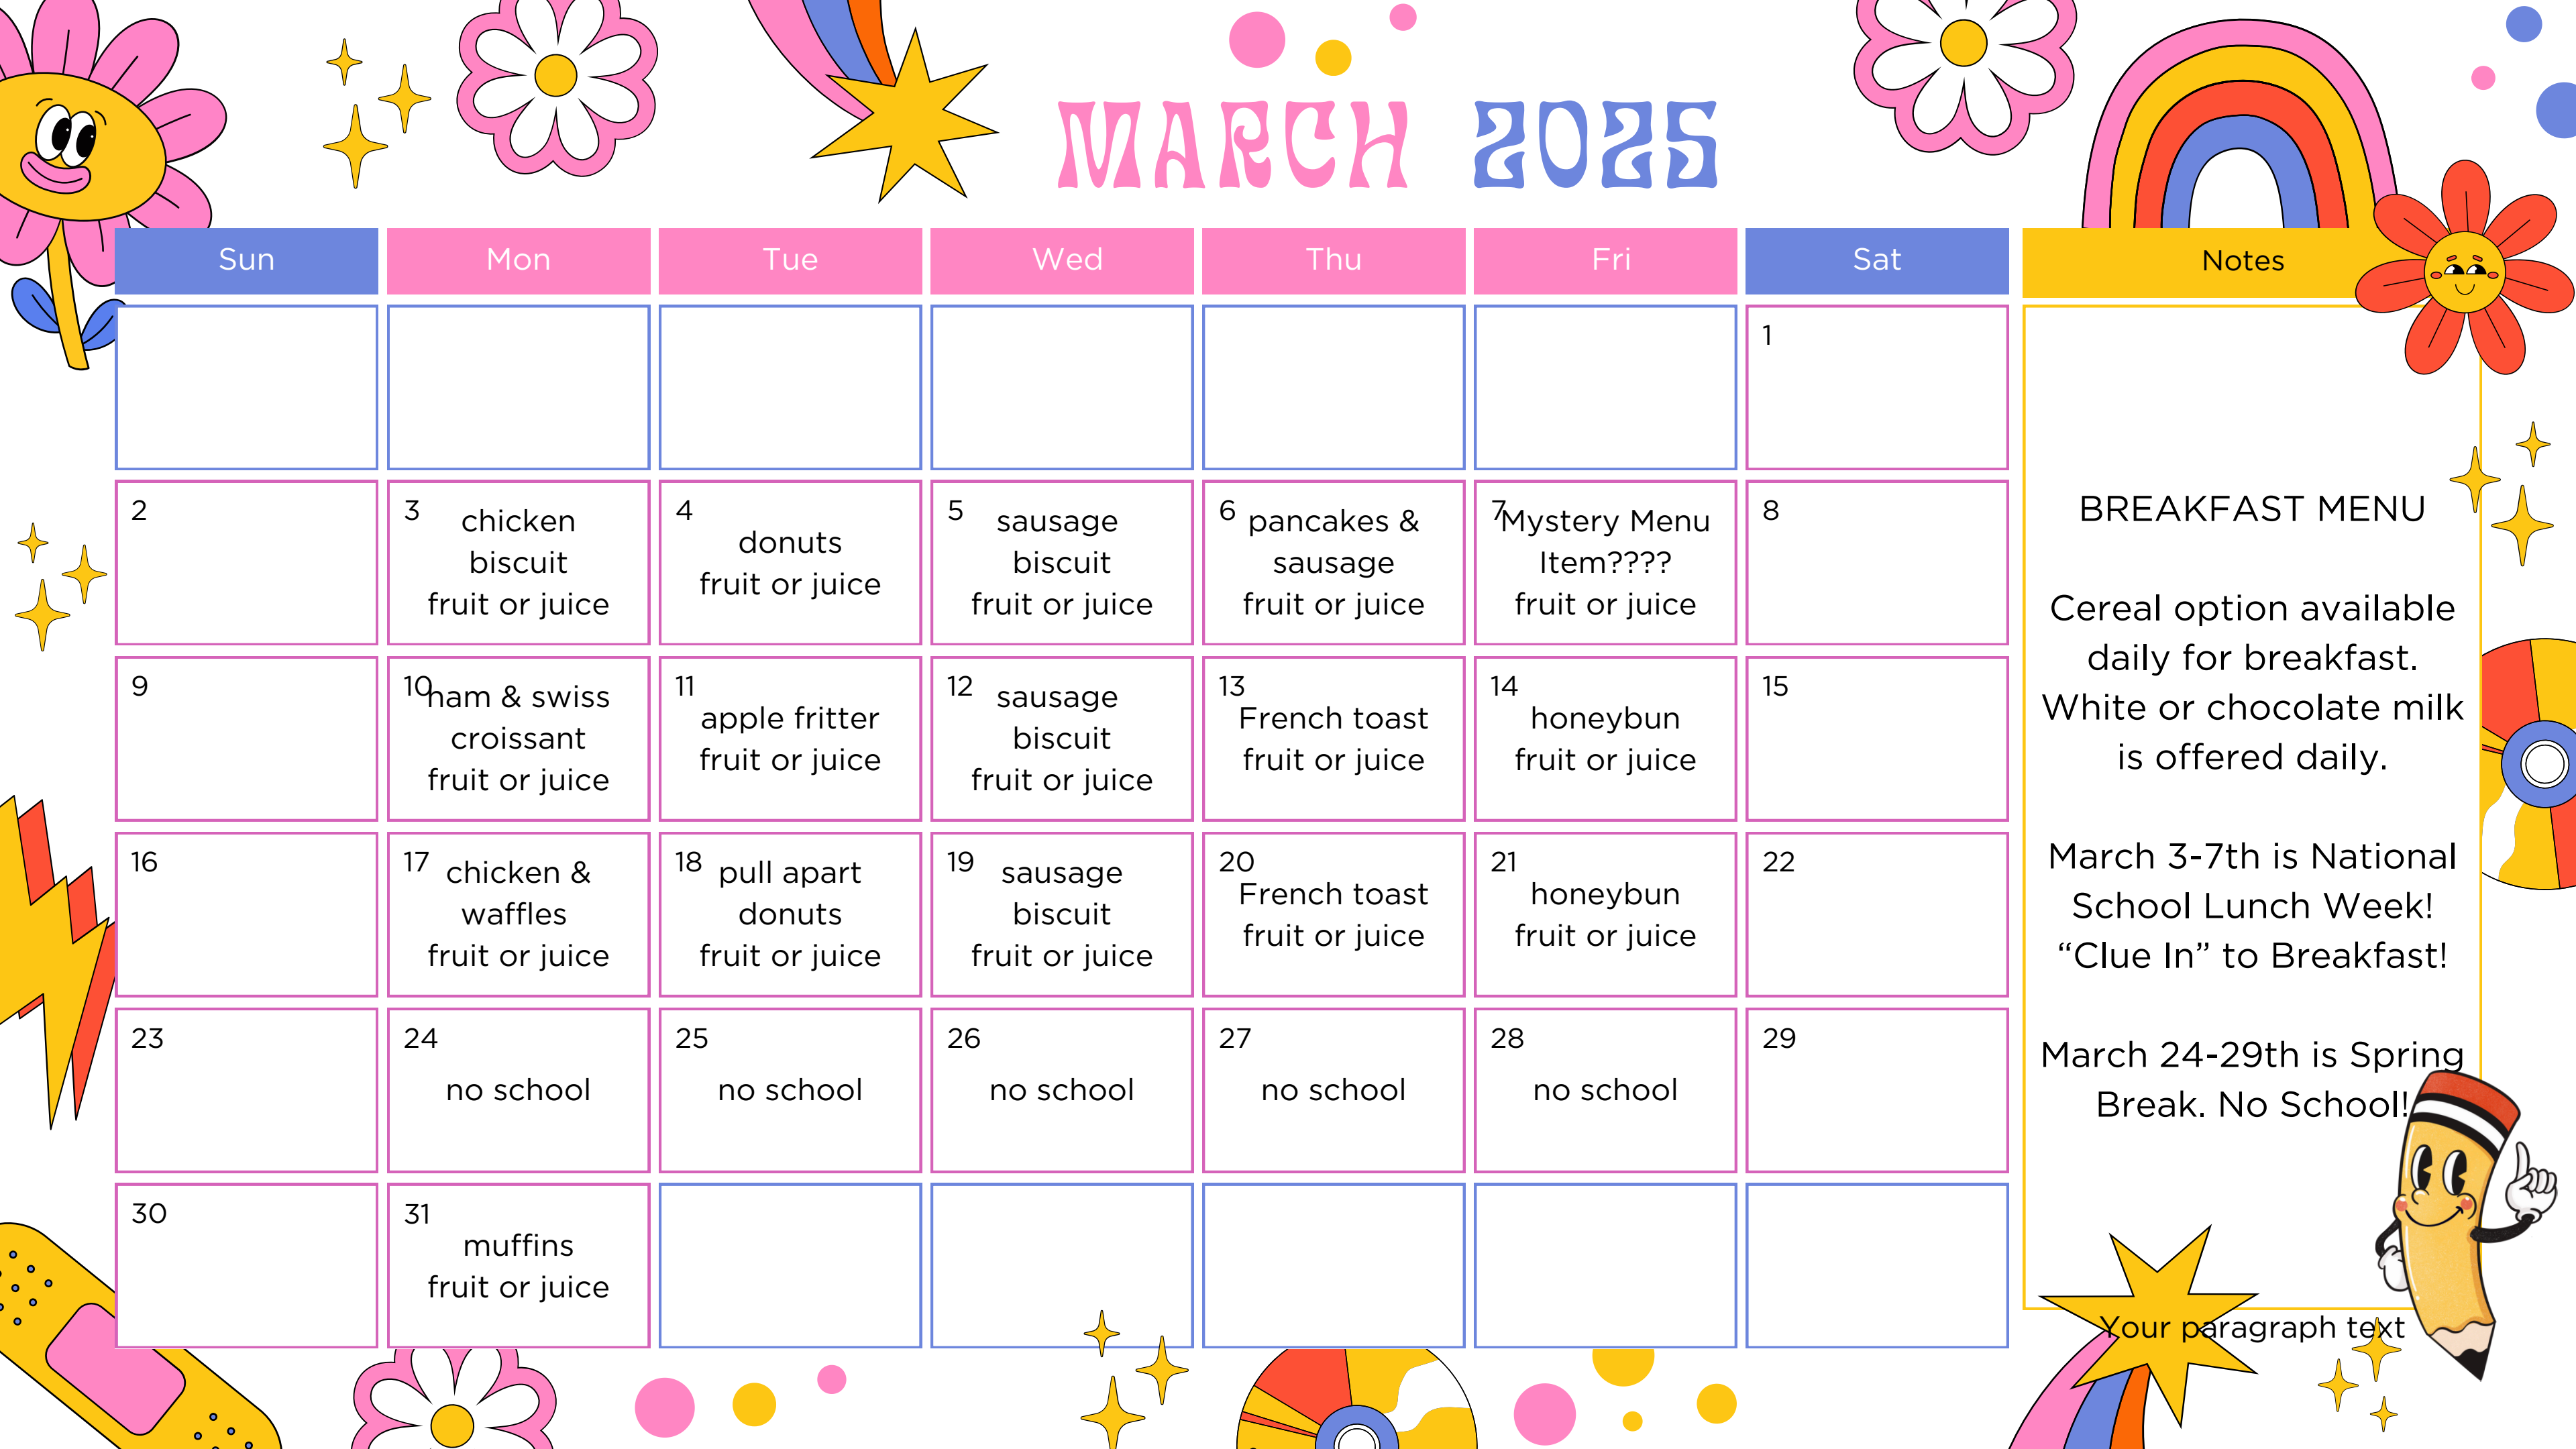 MARCH 2025
Sun Mon Tue Wed Thu Fri Sat Notes
1
2
3
chicken
biscuit
fruit or juice
4
donuts
fruit or juice
5
sausage
biscuit
fruit or juice
6
pancakes &
sausage
fruit or juice
7
Mystery Menu
Item????
fruit or juice
8
9
10
ham & swiss
croissant
fruit or juice
11
apple fritter
fruit or juice
12
sausage
biscuit
fruit or juice
13
French toast
fruit or juice
14
honeybun
fruit or juice
15
16
17
chicken &
waffles
fruit or juice
18
pull apart
donuts
fruit or juice
19
sausage
biscuit
fruit or juice
20
French toast
fruit or juice
21
honeybun
fruit or juice
22
23
24
no school
25
no school
26
no school
27
no school
28
no school
29
30
31
muffins
fruit or juice
BREAKFAST MENU
Cereal option available
daily for breakfast.
White or chocolate milk
is offered daily.
March 3-7th is National
School Lunch Week!
“Clue In” to Breakfast!
March 24-29th is Spring
Break. No School!
Your paragraph text